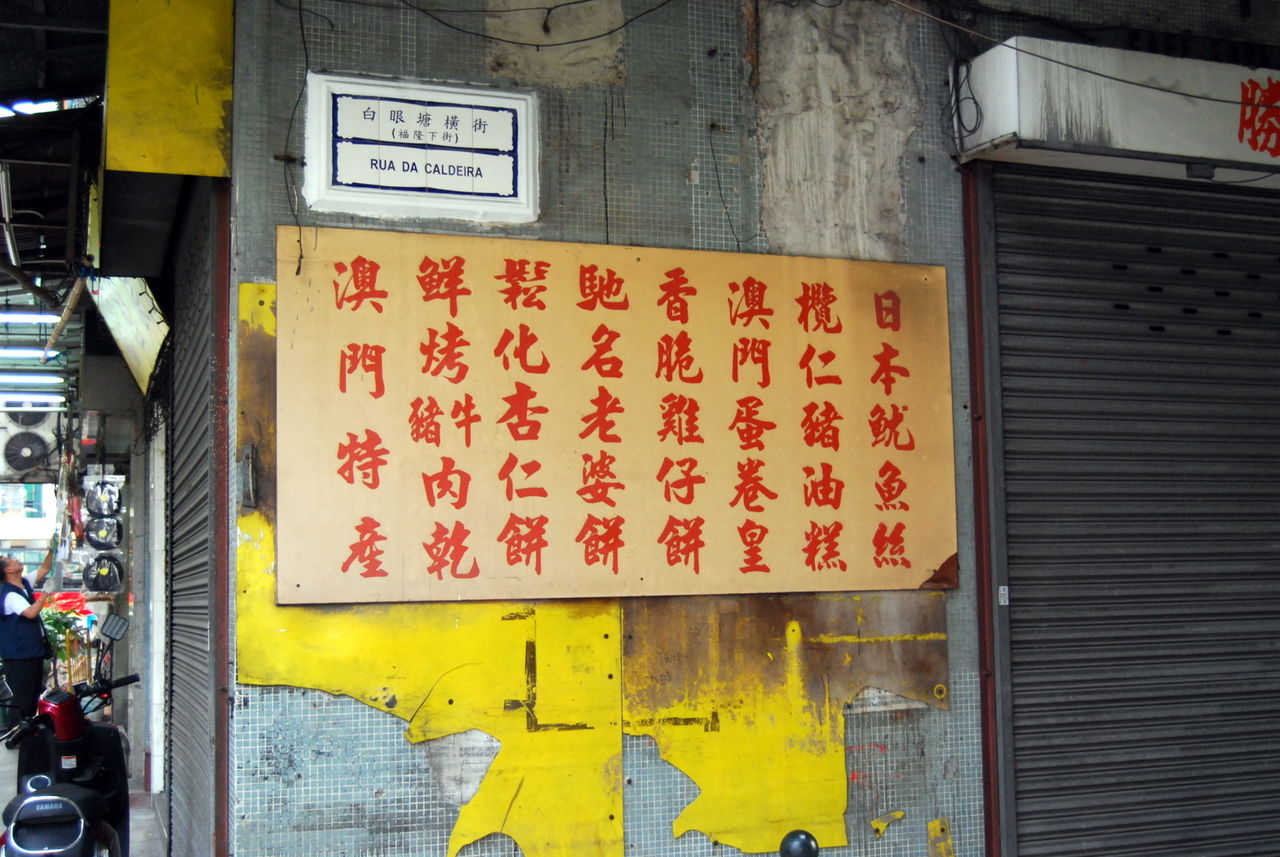 白眼塘橫街
(福隆下街)
RUA DA CALDEIRA
澳門特產
鮮烤豬牛肉乾
鬆化杏仁餅
馳名老婆餅
香脆雞仔餅
澳門蛋卷皇
欖仁豬油糕
日本魷魚絲
勝
YAMAHA